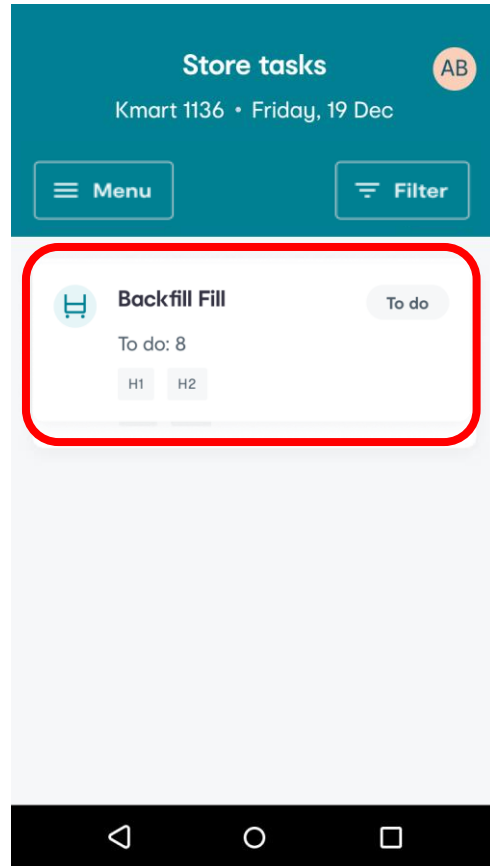 Store tasks
AB
Kmart 1136 • Friday, 19 Dec
Menu
Filter
Backfill Fill
To do
To do: 8
H1 H2